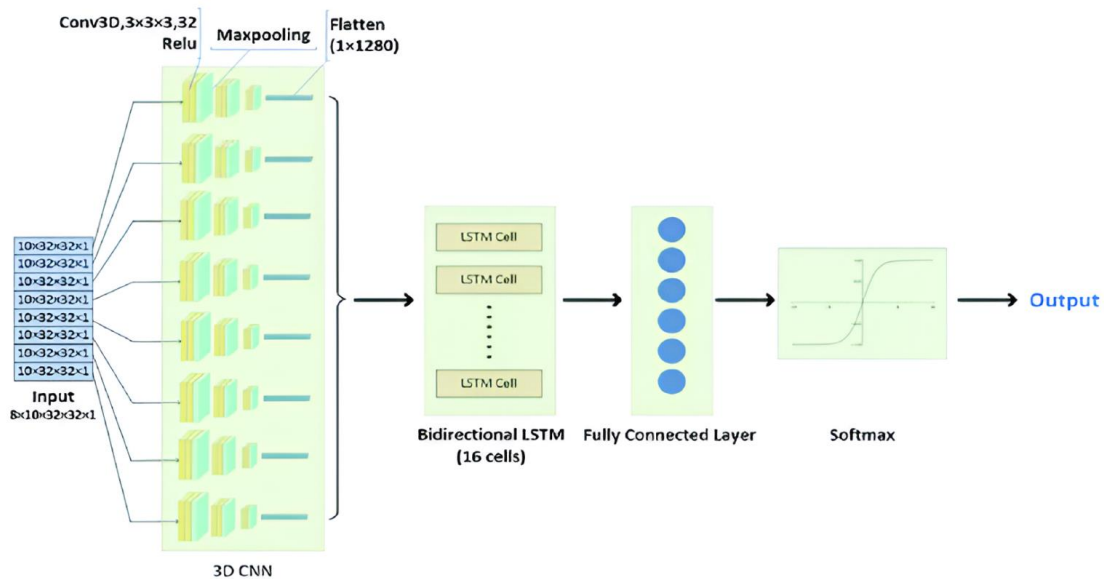 Conv3D,3×3×3,32
Relu
Maxpooling
Flatten
(1×1280)
10×32×32×1
10×32×32×1
10×32×32×1
10×32×32×1
10×32×32×1
10×32×32×1
10×32×32×1
10×32×32×1
Input
8×10×32×32×1
3D CNN
LSTM Cell
LSTM Cell
LSTM Cell
Bidirectional LSTM
(16 cells)
Fully Connected Layer
Softmax
Output